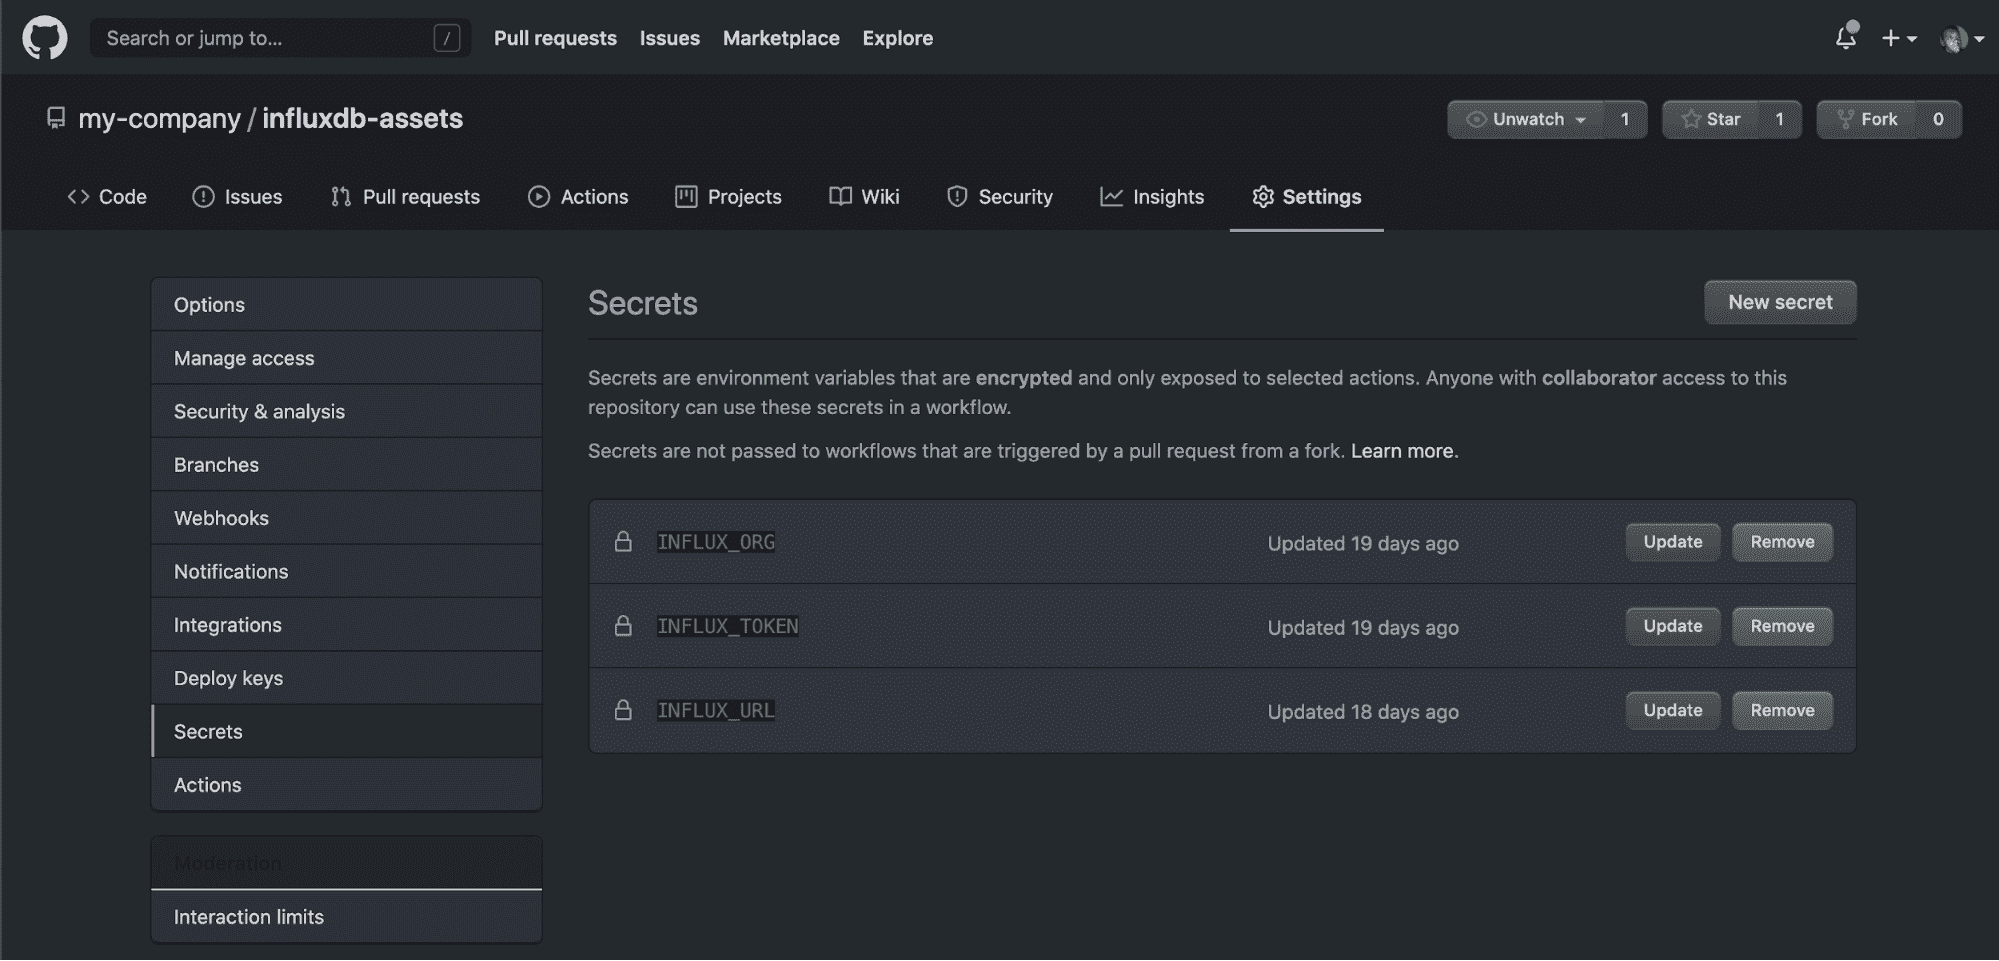 Search or jump to... / Pull requests Issues Marketplace Explore
my-company / influxdb-assets Unwatch 1 Star 1 Fork 0
Code Issues Pull requests Actions Projects Wiki Security Insights Settings
Options
Manage access
Security & analysis
Branches
Webhooks
Notifications
Integrations
Deploy keys
Secrets
Actions
Moderation
Interaction limits
Secrets New secret
Secrets are environment variables that are encrypted and only exposed to selected actions. Anyone with collaborator access to this
repository can use these secrets in a workflow.
Secrets are not passed to workflows that are triggered by a pull request from a fork. Learn more.
INFLUX_ORG Updated 19 days ago Update Remove
INFLUX_TOKEN Updated 19 days ago Update Remove
INFLUX_URL Updated 18 days ago Update Remove